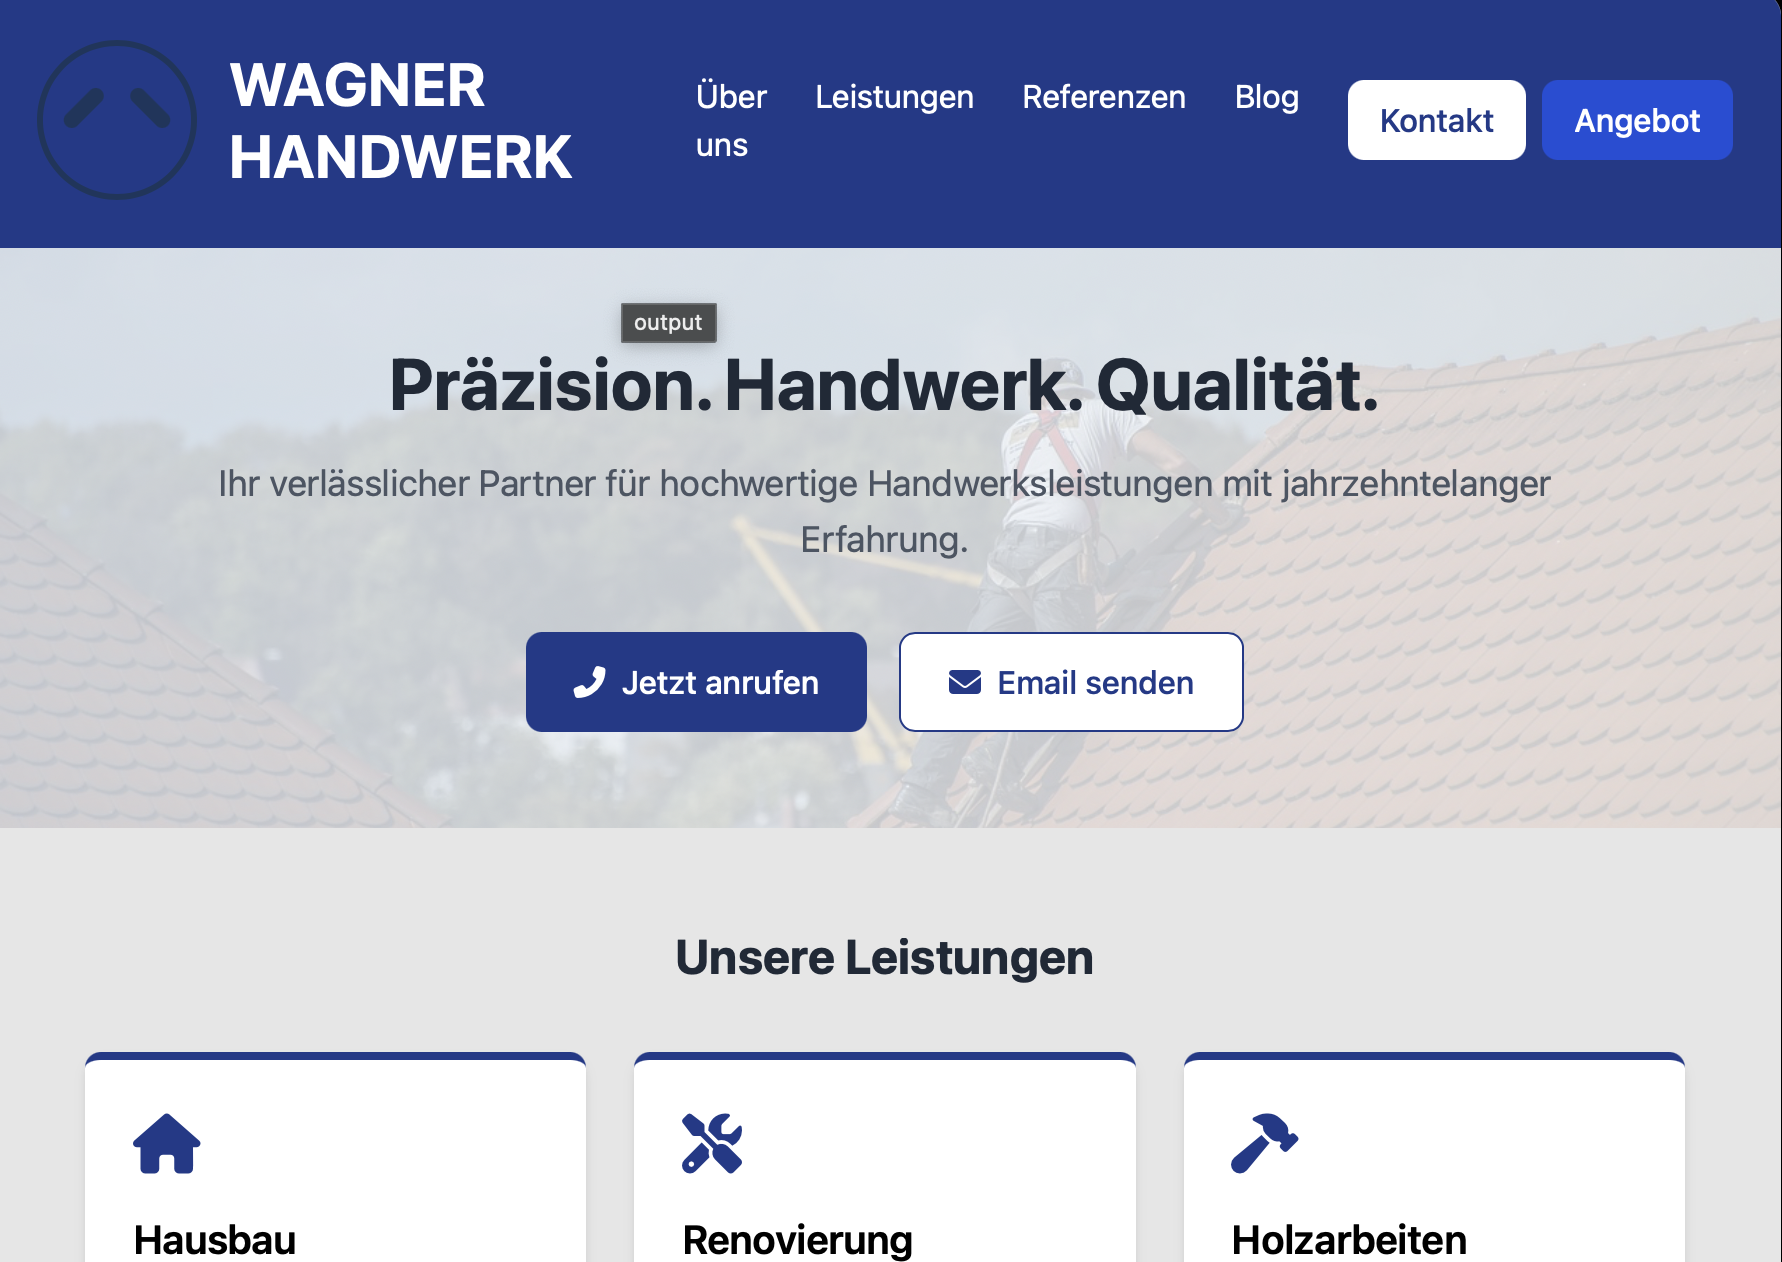 WAGNER
HANDWERK
Über
uns
Leistungen
Referenzen
Blog
Kontakt
Angebot
output
Präzision. Handwerk. Qualität.
Ihr verlässlicher Partner für hochwertige Handwerksleistungen mit jahrzehntelanger
Erfahrung.
Jetzt anrufen
Email senden
Unsere Leistungen
Hausbau
Renovierung
Holzarbeiten